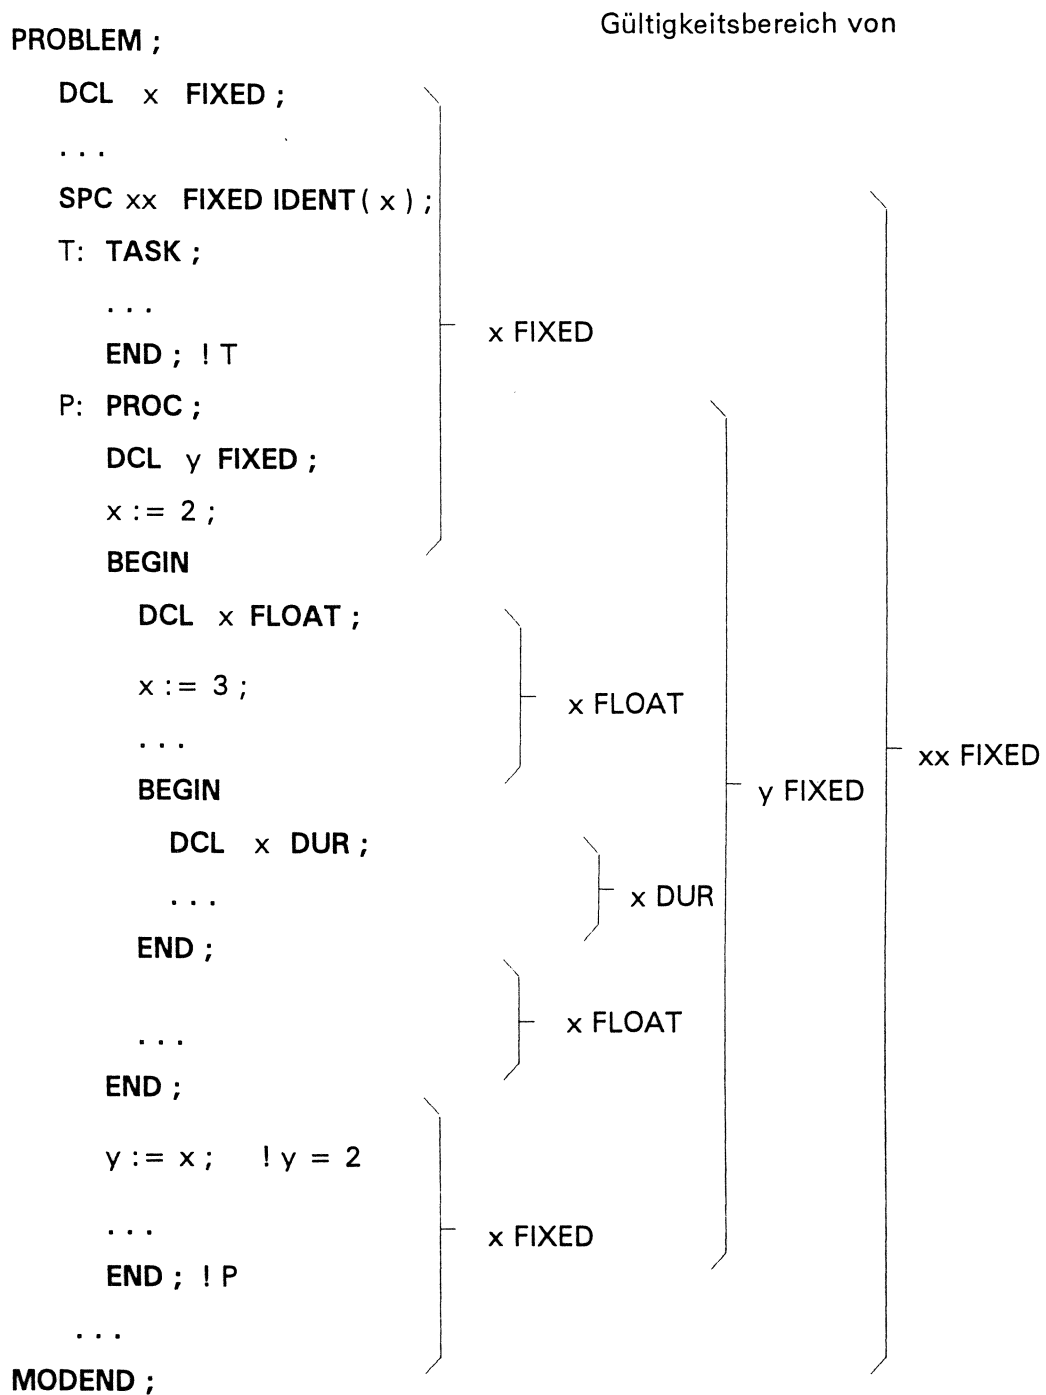 Gültigkeitsbereich von
PROBLEM ;
DCL x FIXED ;
...
SPC xx FIXED IDENT ( x ) ;
T: TASK ;
...
END ; ! T
x FIXED
P: PROC ;
DCL y FIXED ;
x := 2 ;
BEGIN
DCL x FLOAT ;
x := 3 ;
x FLOAT
...
xx FIXED
BEGIN
y FIXED
DCL x DUR ;
...
x DUR
END ;
x FLOAT
...
END ;
y := x ; ! y = 2
...
x FIXED
END ; ! P
...
MODEND ;